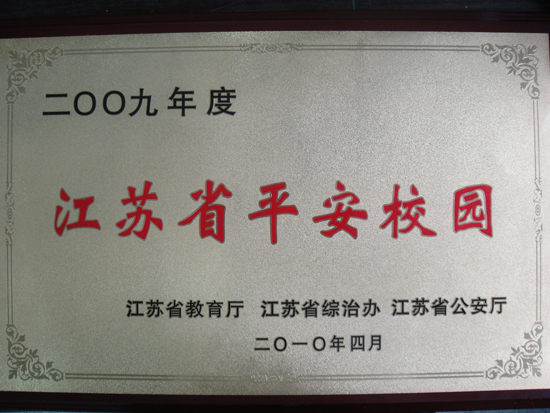 二〇〇九年度
江苏省平安校园
江苏省教育厅 江苏省综治办 江苏省公安厅
二〇一〇年四月